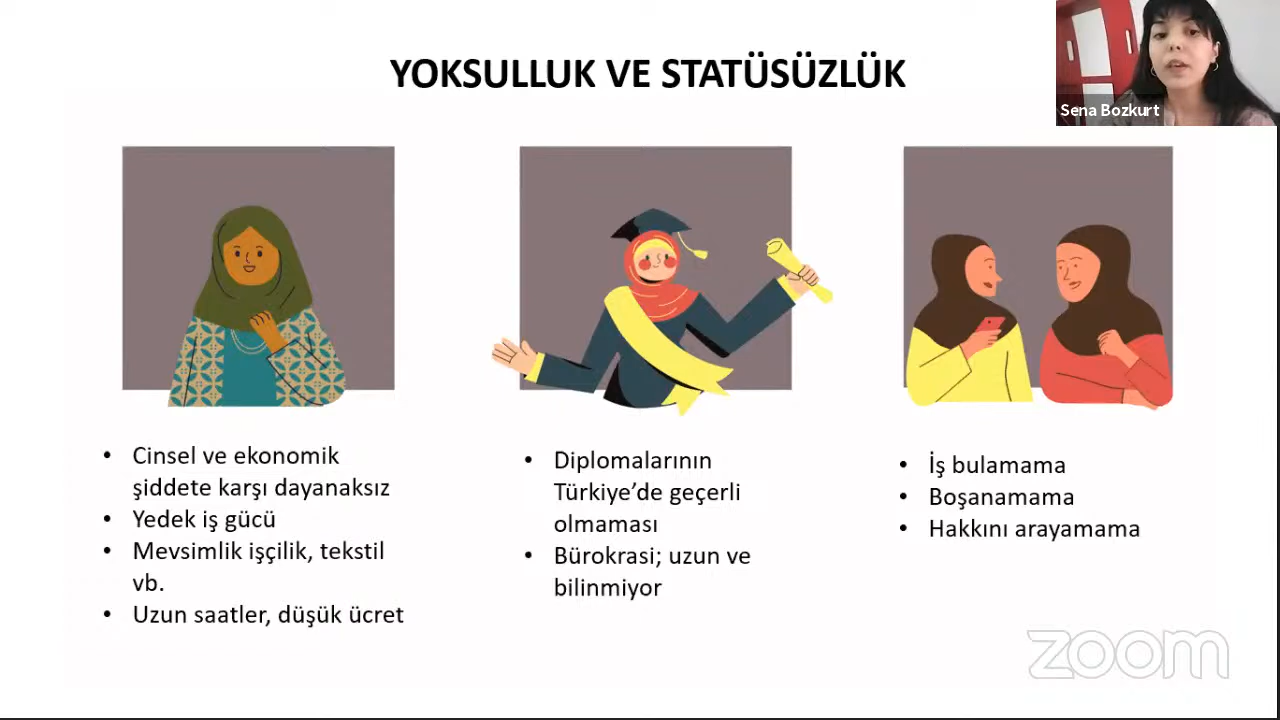 YOKSULLUK VE STATÜSÜZLÜK
Sena Bozkurt
• Cinsel ve ekonomik
şiddete karşı dayanaksız
• Yedek iş gücü
• Mevsimlik işçilik, tekstil
vb.
• Uzun saatler, düşük ücret
• Diplomalarının
Türkiye’de geçerli
olmaması
• Bürokrasi; uzun ve
bilinmiyor
• İş bulamama
• Boşanamama
• Hakkını arayamama
zoom